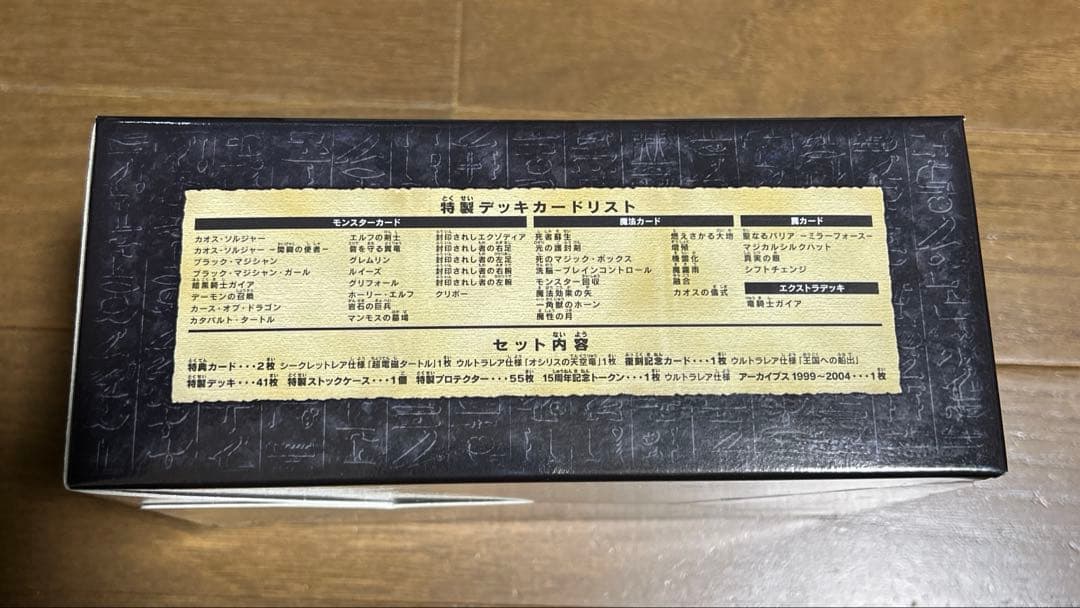 とくせい
特製デッキカードリスト
モンスターカード
カオス・ソルジャー
カオス・ソルジャー －開闢の使者－
ブラック・マジシャン
ブラック・マジシャン・ガール
暗黒騎士ガイア
デーモンの召喚
カース・オブ・ドラゴン
カタパルト・タートル
エルフの剣士
砦を守る翼竜
グレムリン
ルイーズ
グリフォール
ホーリー・エルフ
岩石の巨兵
マンモスの墓場
封印されしエクゾディア
封印されし者の右足
封印されし者の左足
封印されし者の右腕
封印されし者の左腕
クリボー
魔法カード
死者蘇生
光の護封剣
死のマジック・ボックス
洗脳－ブレインコントロール
モンスター回収
魔法効果の矢
一角獣のホーン
魔性の月
燃えさかる大地
増殖
機雷化
魔霧雨
融合
カオスの儀式
罠カード
聖なるバリア －ミラーフォース－
マジカルシルクハット
真実の眼
シフトチェンジ
エクストラデッキ
竜騎士ガイア
ないよう
セット内容
特典カード・・・2枚 シークレットレア仕様「超電磁タートル」1枚 ウルトラレア仕様「オシリスの天空竜」1枚 復刻記念カード・・・1枚 ウルトラレア仕様「王国への船出」
特製デッキ・・・41枚 特製ストックケース・・・1個 特製プロテクター・・・55枚 15周年記念トークン・・・1枚 ウルトラレア仕様 アーカイブス 1999～2004・・・1枚